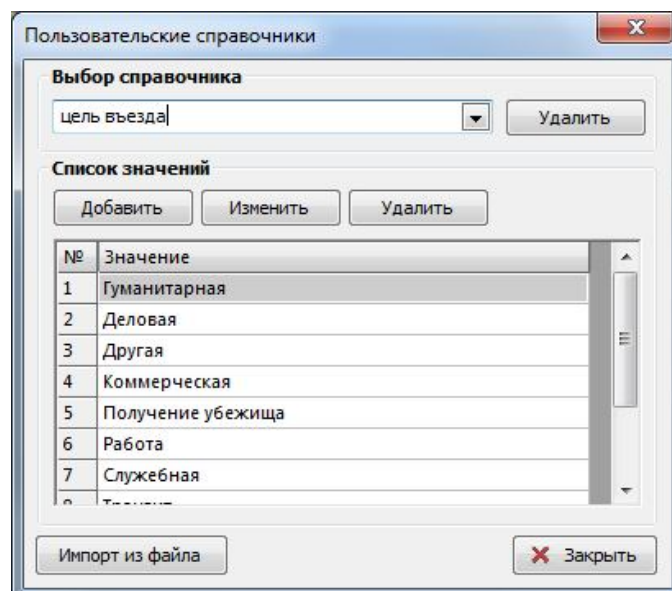 Пользовательские справочники
Выбор справочника
цель въезда
Удалить
Список значений
Добавить Изменить Удалить
№ Значение
1 Гуманитарная
2 Деловая
3 Другая
4 Коммерческая
5 Получение убежища
6 Работа
7 Служебная
Импорт из файла
Закрыть